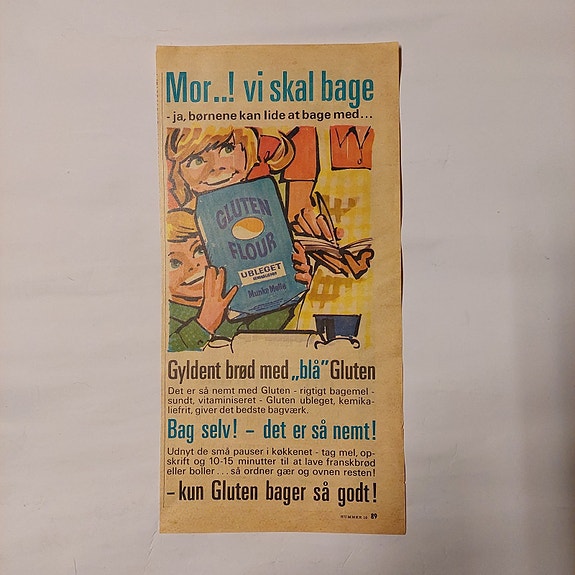 Mor..! vi skal bage
- ja, børnene kan lide at bage med...
GLUTEN
FLOUR
UBLEGET
KEMIKALIEFRI
Munke Mølle
Gyldent brød med „blå” Gluten
Det er så nemt med Gluten - rigtigt bagemel -
sundt, vitaminiseret - Gluten ubleget, kemika-
liefrit, giver det bedste bagværk.
Bag selv! – det er så nemt!
Udnyt de små pauser i køkkenet - tag mel, op-
skrift og 10-15 minutter til at lave franskbrød
eller boller ... så ordner gær og ovnen resten!
– kun Gluten bager så godt!
NUMMER 10 89